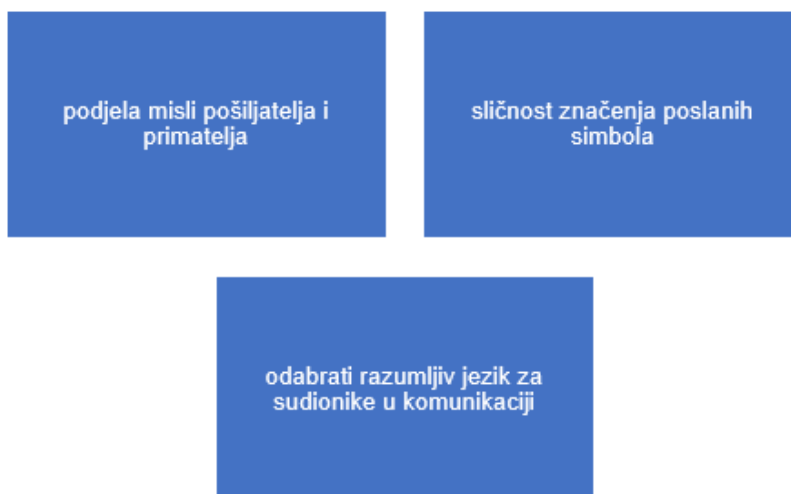 podjela misli pošiljatelja i
primatelja
sličnost značenja poslanih
simbola
odabrati razumljiv jezik za
sudionike u komunikaciji